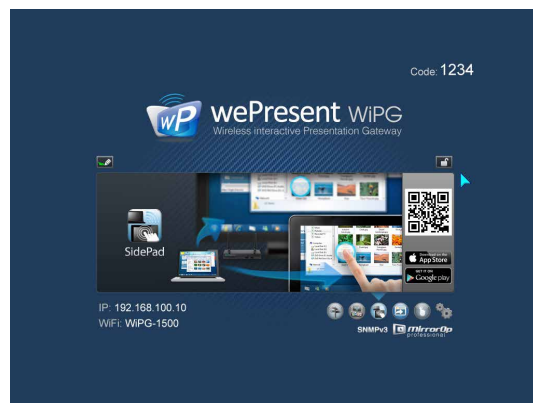 Code: 1234
wP
wePresent WiPG
Wireless interactive Presentation Gateway
SidePad
Download on the
App Store
GET IT ON
Google play
IP: 192.168.100.10
WiFi: WiPG-1500
SNMPv3 MirrorOp
professional